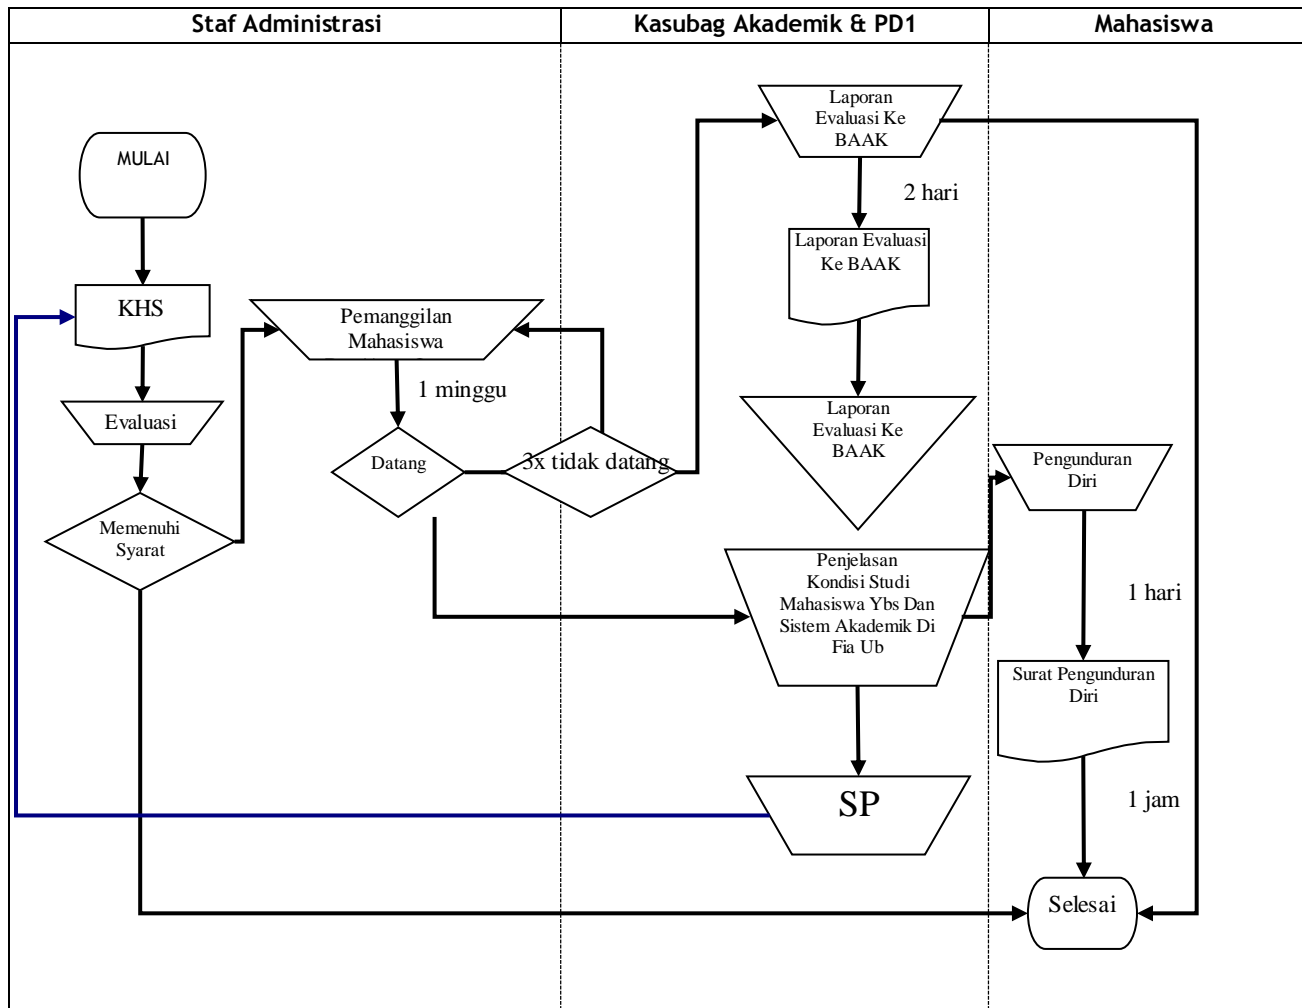 Staf Administrasi
Kasubag Akademik & PD1
Mahasiswa
MULAI
KHS
Evaluasi
Memenuhi
Syarat
Pemanggilan
Mahasiswa
1 minggu
Datang
3x tidak datang
Laporan
Evaluasi Ke
BAAK
2 hari
Laporan Evaluasi
Ke BAAK
Laporan
Evaluasi Ke
BAAK
Penjelasan
Kondisi Studi
Mahasiswa Ybs Dan
Sistem Akademik Di
Fia Ub
SP
Pengunduran
Diri
1 hari
Surat Pengunduran
Diri
1 jam
Selesai